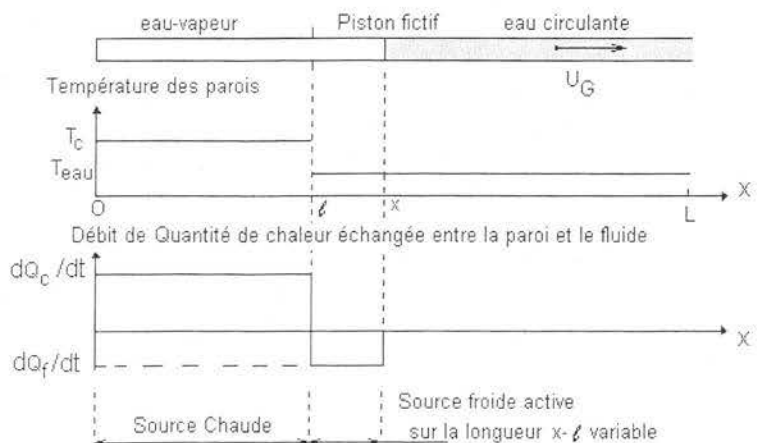 eau-vapeur
Piston fictif
eau circulante
U_G
Température des parois
T_c
T_eau
O
ℓ
x
L
X
Débit de Quantité de chaleur échangée entre la paroi et le fluide
dQ_c /dt
X
dQ_f/dt
Source Chaude
Source froide active
sur la longueur x-ℓ variable